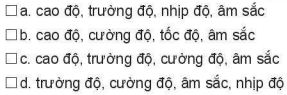 □a. cao độ, trường độ, nhịp độ, âm sắc
□b. cao độ, cường độ, tốc độ, âm sắc
□c. cao độ, trường độ, cường độ, âm sắc
□d. trường độ, cường độ, âm sắc, nhịp độ